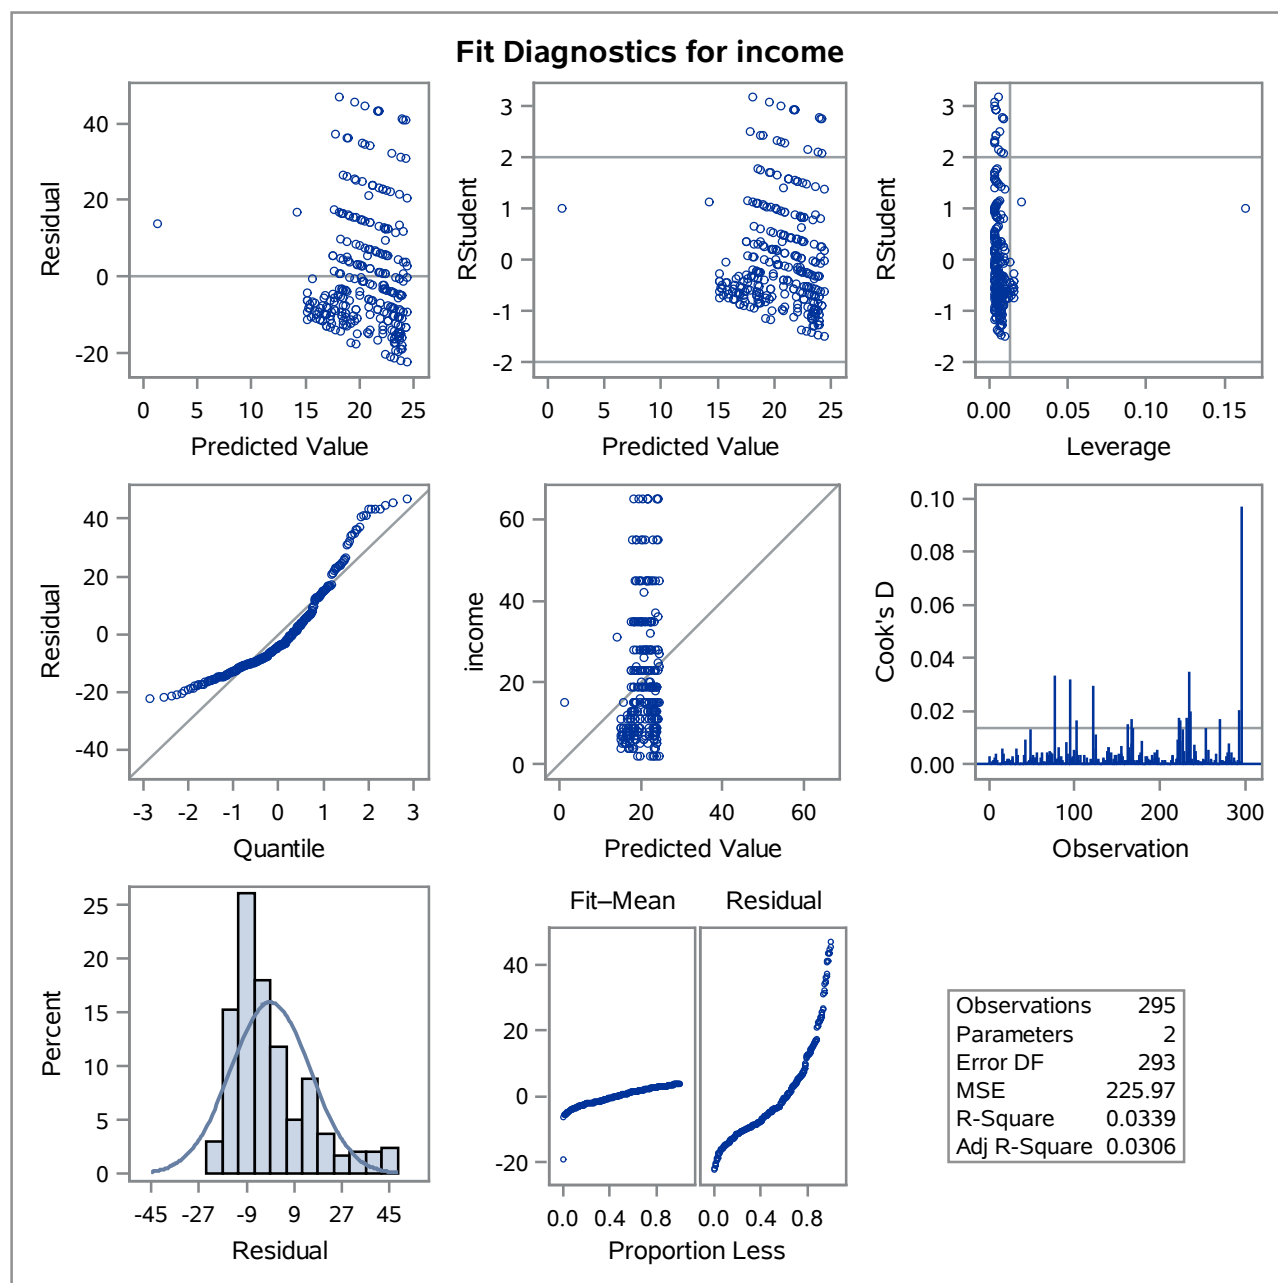 Fit Diagnostics for income
Residual
40
20
0
-20
0 5 10 15 20 25
Predicted Value
RStudent
3
2
1
0
-1
-2
0 5 10 15 20 25
Predicted Value
RStudent
3
2
1
0
-1
-2
0.00 0.05 0.10 0.15
Leverage
Residual
40
20
0
-20
-40
-3 -2 -1 0 1 2 3
Quantile
income
60
40
20
0
0 20 40 60
Predicted Value
Cook's D
0.10
0.08
0.06
0.04
0.02
0.00
0 100 200 300
Observation
Percent
25
20
15
10
5
0
-45 -27 -9 9 27 45
Residual
Fit–Mean Residual
40
20
0
-20
0.0 0.4 0.8 0.0 0.4 0.8
Proportion Less
Observations 295
Parameters 2
Error DF 293
MSE 225.97
R-Square 0.0339
Adj R-Square 0.0306